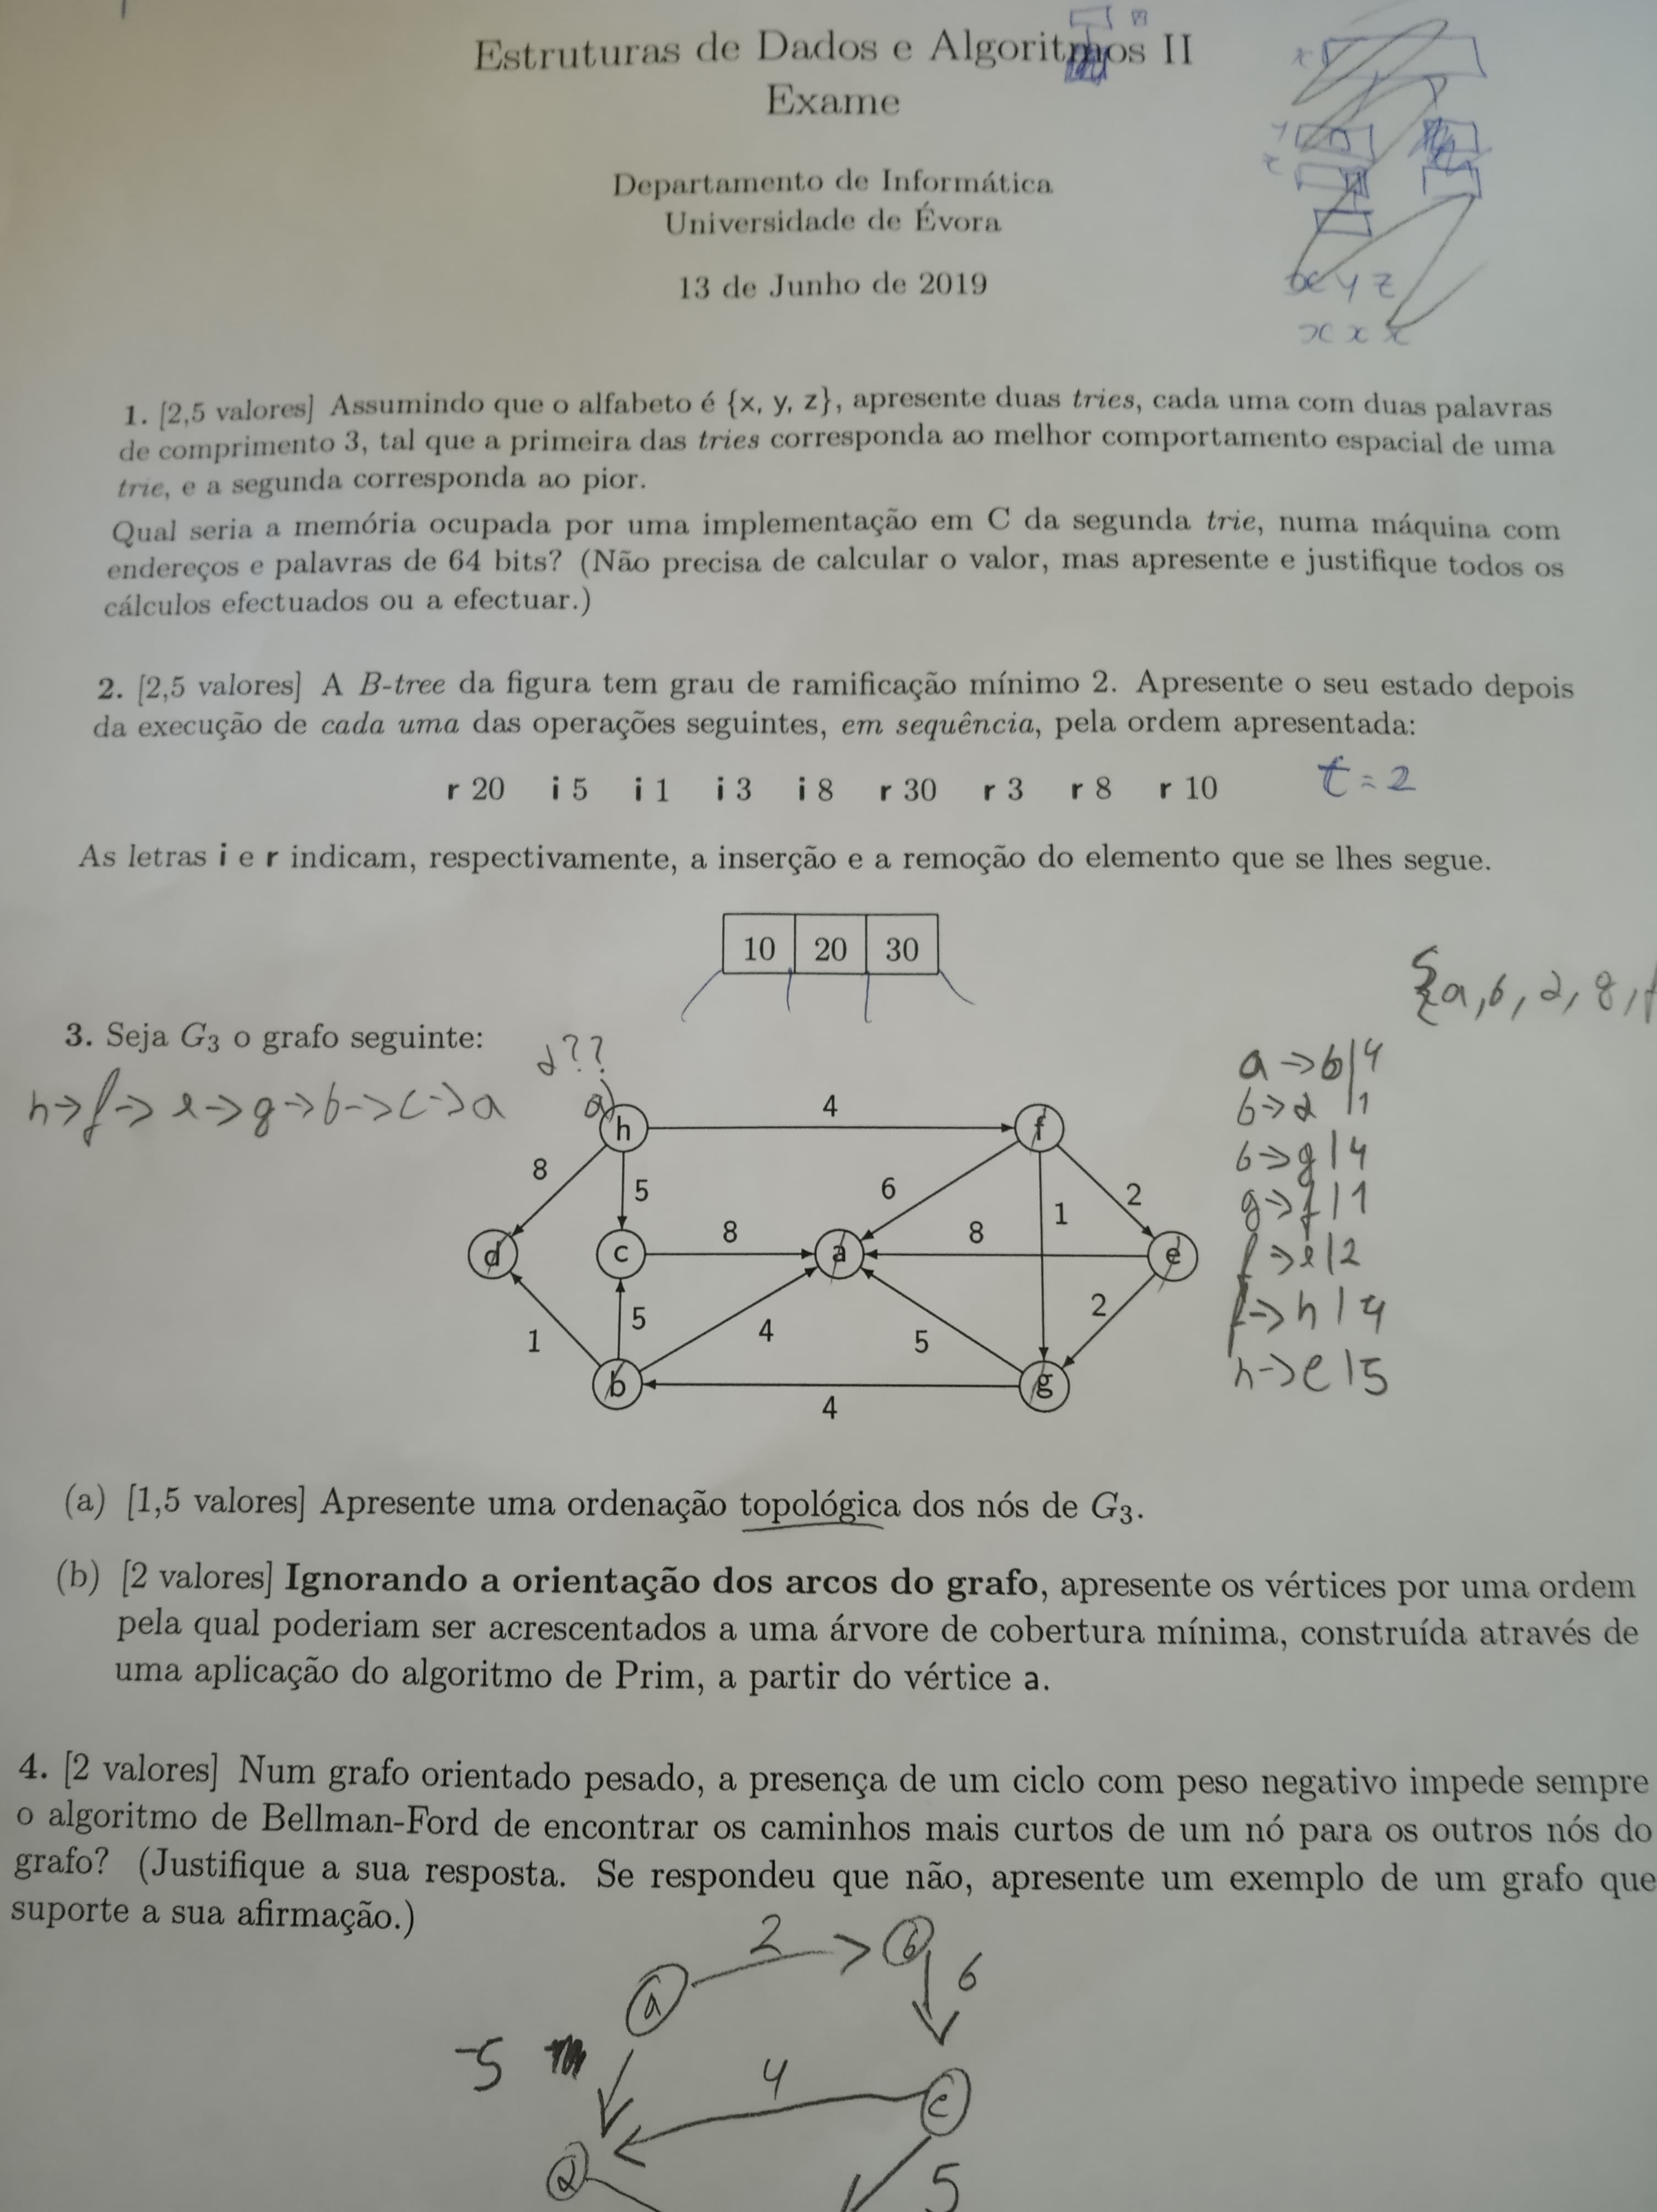 Estruturas de Dados e Algoritmos II
Exame
Departamento de Informática
Universidade de Évora
13 de Junho de 2019
x
y
z
x y z
x x x
1. [2,5 valores] Assumindo que o alfabeto é {x, y, z}, apresente duas tries, cada uma com duas palavras
de comprimento 3, tal que a primeira das tries corresponda ao melhor comportamento espacial de uma
trie, e a segunda corresponda ao pior.
Qual seria a memória ocupada por uma implementação em C da segunda trie, numa máquina com
endereços e palavras de 64 bits? (Não precisa de calcular o valor, mas apresente e justifique todos os
cálculos efectuados ou a efectuar.)
2. [2,5 valores] A B-tree da figura tem grau de ramificação mínimo 2. Apresente o seu estado depois
da execução de cada uma das operações seguintes, em sequência, pela ordem apresentada:
r 20 i 5 i 1 i 3 i 8 r 30 r 3 r 8 r 10
t = 2
As letras i e r indicam, respectivamente, a inserção e a remoção do elemento que se lhes segue.
10 20 30
{a, b, d, g, f
3. Seja G3 o grafo seguinte:
d??
h->f->e->g->b->c->a
a)
a->b|4
b->d |1
b->g|4
g->f|1
f->e|2
f->h|4
h->c|5
h 4 f
8 5 6 1 2
d c 8 a 8 e
1 5 4 5 2
b 4 g
(a) [1,5 valores] Apresente uma ordenação topológica dos nós de G3.
(b) [2 valores] Ignorando a orientação dos arcos do grafo, apresente os vértices por uma ordem
pela qual poderiam ser acrescentados a uma árvore de cobertura mínima, construída através de
uma aplicação do algoritmo de Prim, a partir do vértice a.
4. [2 valores] Num grafo orientado pesado, a presença de um ciclo com peso negativo impede sempre
o algoritmo de Bellman-Ford de encontrar os caminhos mais curtos de um nó para os outros nós do
grafo? (Justifique a sua resposta. Se respondeu que não, apresente um exemplo de um grafo que
suporte a sua afirmação.)
a 2 b 6
-5 4 c
d 5